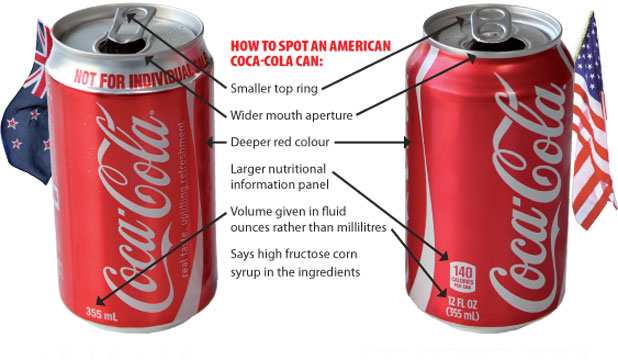 HOW TO SPOT AN AMERICAN
COCA-COLA CAN:
Smaller top ring
Wider mouth aperture
Deeper red colour
Larger nutritional
information panel
Volume given in fluid
ounces rather than millilitres
Says high fructose corn
syrup in the ingredients
NOT FOR INDIVIDUAL
Coca-Cola
real taste, uplifting refreshment
355 mL
Coca-Cola
140
CALORIES
PER CAN
12 FL OZ
(355 mL)